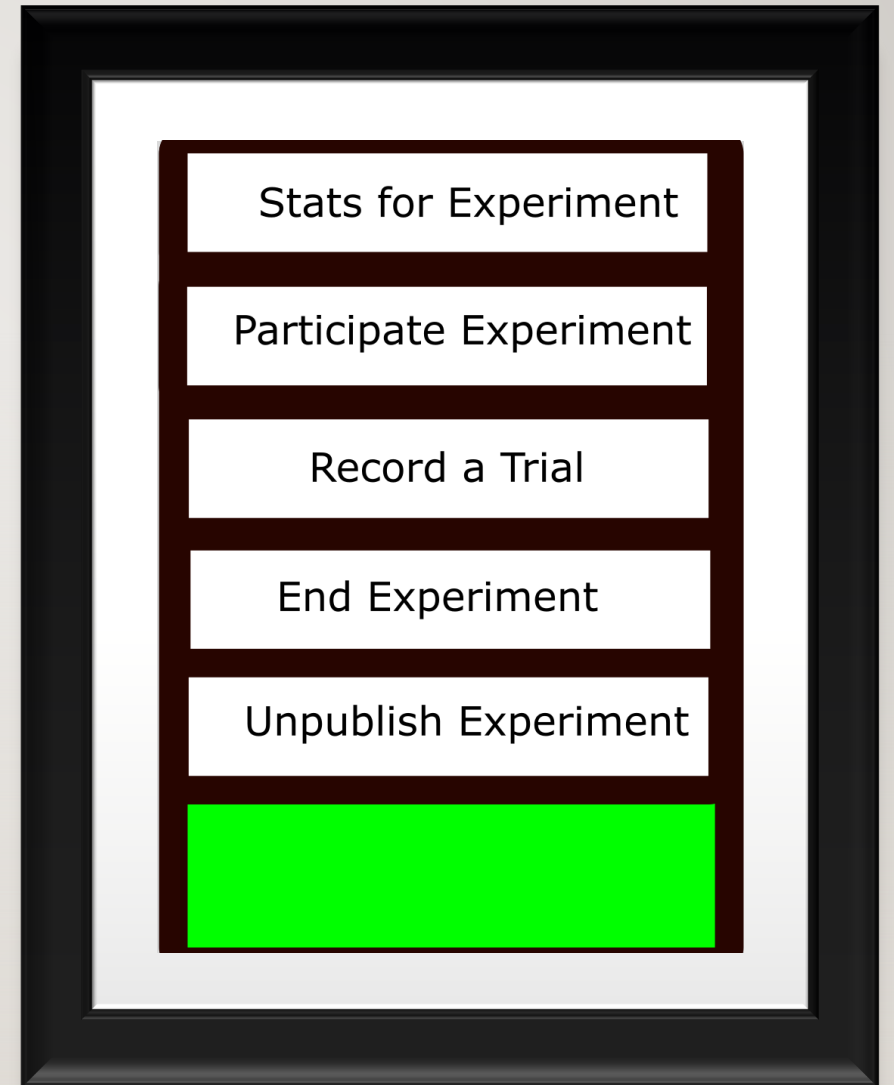 Stats for Experiment
Participate Experiment
Record a Trial
End Experiment
Unpublish Experiment